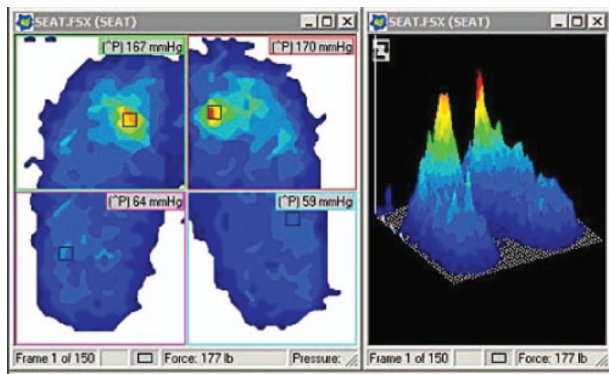 SEAT.FSX (SEAT)
(^P) 167 mmHg
(^P) 170 mmHg
(^P) 64 mmHg
(^P) 59 mmHg
Frame 1 of 150
Force: 177 lb
Pressure:
SEAT.FSX (SEAT)
Frame 1 of 150
Force: 177 lb